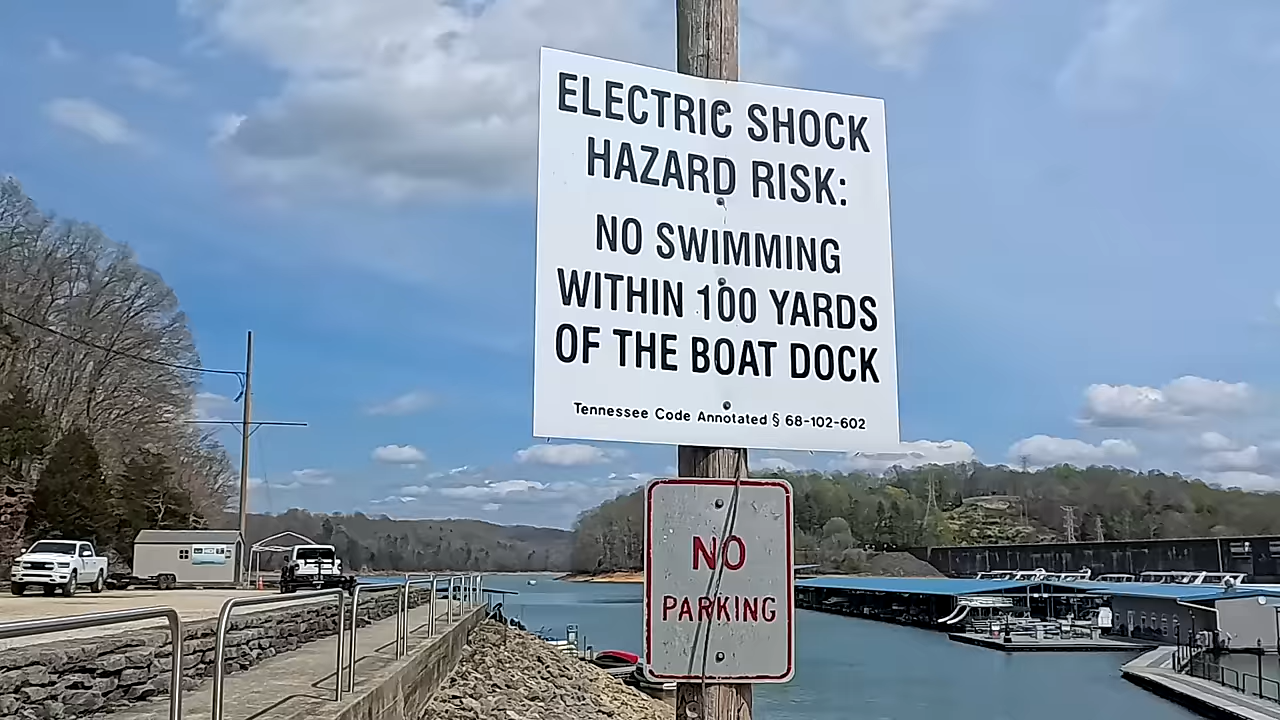 ELECTRIC SHOCK
HAZARD RISK:
NO SWIMMING
WITHIN 100 YARDS
OF THE BOAT DOCK
Tennessee Code Annotated § 68-102-602
NO
PARKING